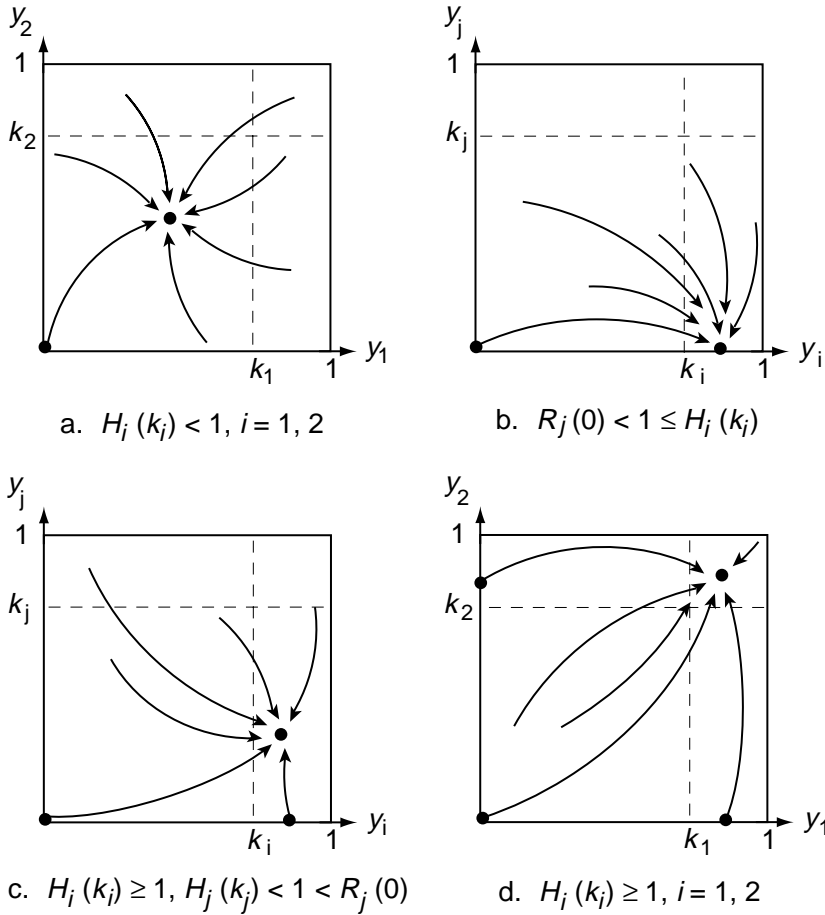 y2
1
k2
k1
1
y1
a. Hi (ki) < 1, i = 1, 2
yj
1
kj
ki
1
yi
b. Rj (0) < 1 ≤ Hi (ki)
yj
1
kj
ki
1
yi
c. Hi (ki) ≥ 1, Hj (kj) < 1 < Rj (0)
y2
1
k2
k1
1
y1
d. Hi (ki) ≥ 1, i = 1, 2